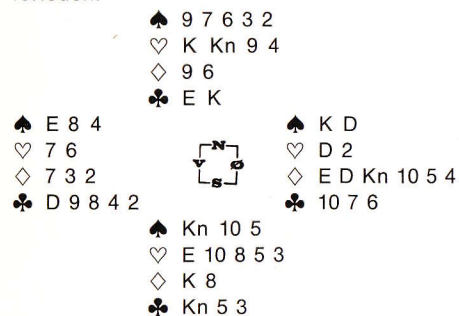 ♠ 9 7 6 3 2
♡ K Kn 9 4
♢ 9 6
♣ E K
♠ E 8 4
♡ 7 6
♢ 7 3 2
♣ D 9 8 4 2
N
V Ø
S
♠ K D
♡ D 2
♢ E D Kn 10 5 4
♣ 10 7 6
♠ Kn 10 5
♡ E 10 8 5 3
♢ K 8
♣ Kn 5 3